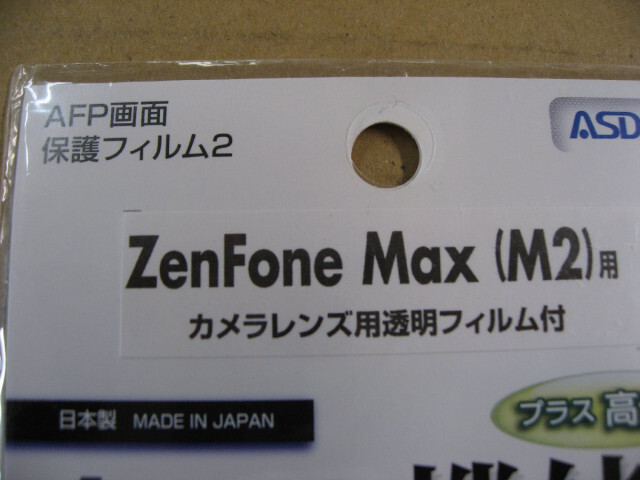 AFP画面
保護フィルム2
ASD
ZenFone Max (M2)用
カメラレンズ用透明フィルム付
日本製 MADE IN JAPAN
プラス 高